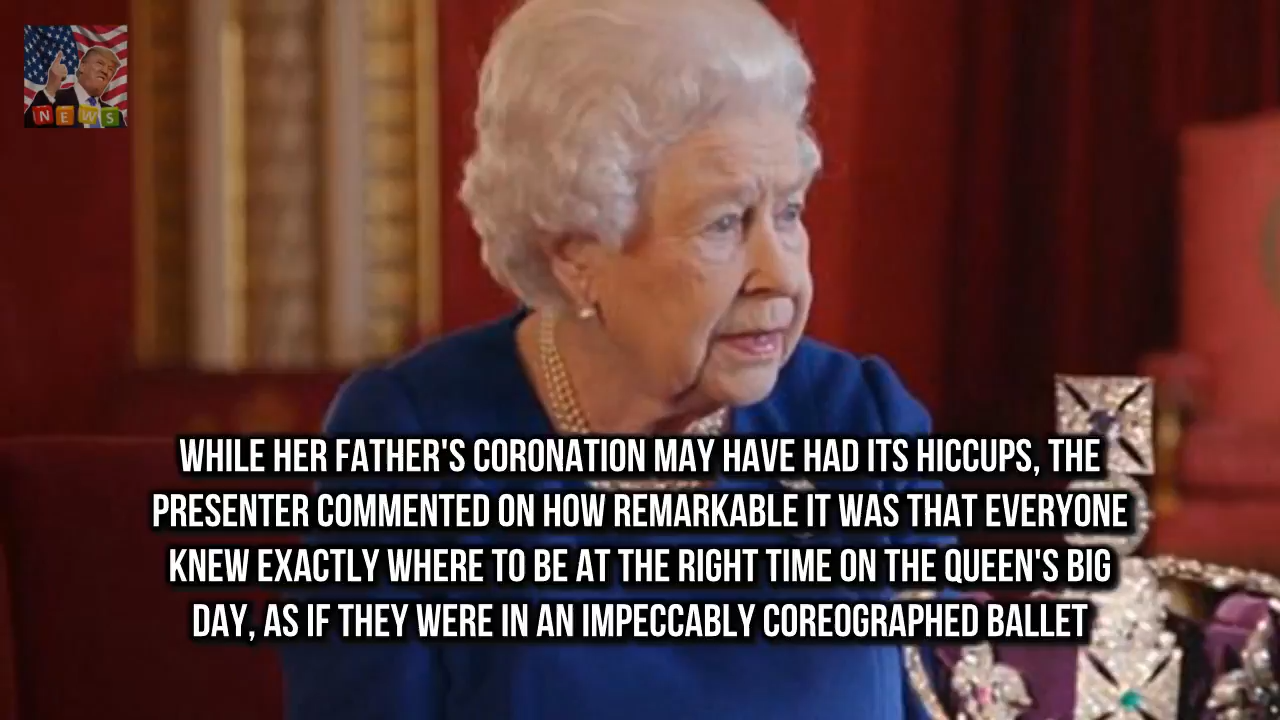 NEWS
WHILE HER FATHER'S CORONATION MAY HAVE HAD ITS HICCUPS, THE
PRESENTER COMMENTED ON HOW REMARKABLE IT WAS THAT EVERYONE
KNEW EXACTLY WHERE TO BE AT THE RIGHT TIME ON THE QUEEN'S BIG
DAY, AS IF THEY WERE IN AN IMPECCABLY COREOGRAPHED BALLET